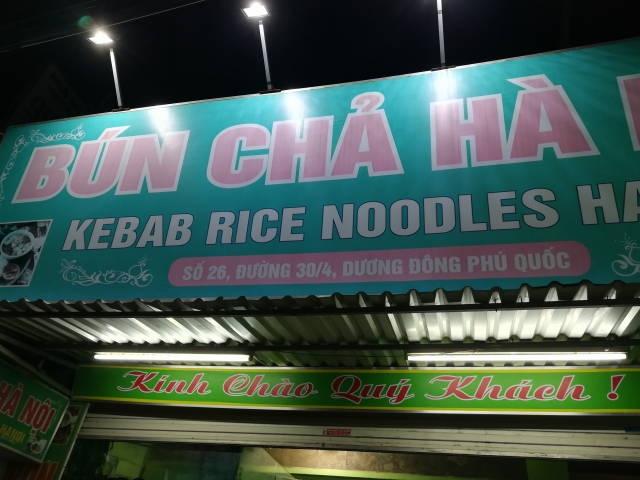 BÚN CHẢ HÀ
KEBAB RICE NOODLES HA
SỐ 26, ĐƯỜNG 30/4, DƯƠNG ĐÔNG PHÚ QUỐC
Kính Chào Quý Khách !
HÀ NỘI
HANOI